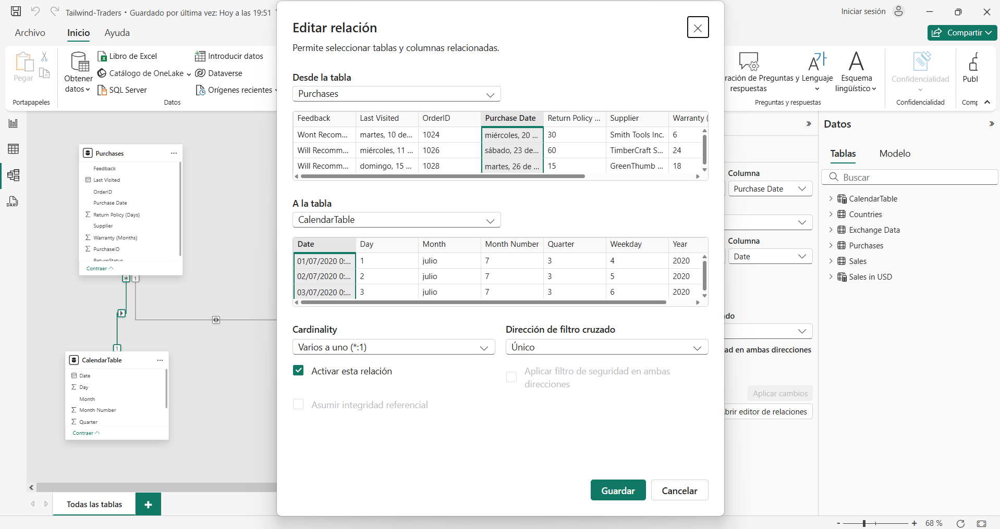 Tailwind-Traders • Guardado por última vez: Hoy a las 19:51
Iniciar sesión
Archivo
Inicio
Ayuda
Compartir
Pegar
Portapapeles
Obtener
datos
Libro de Excel
Catálogo de OneLake
SQL Server
Introducir datos
Dataverse
Orígenes recientes
Datos
ración de Preguntas y
respuestas
Lenguaje
Esquema
lingüístico
Preguntas y respuestas
Confidencialidad
Confidencialidad
Publ
Comp
Editar relación
Permite seleccionar tablas y columnas relacionadas.
Desde la tabla
Purchases
Feedback Last Visited OrderID Purchase Date Return Policy ... Supplier Warranty (
Wont Recom... martes, 10 de... 1024 miércoles, 20 ... 30 Smith Tools Inc. 6
Will Recomm... miércoles, 11 ... 1026 sábado, 23 de... 60 TimberCraft S... 24
Will Recomm... domingo, 15 ... 1028 martes, 26 de ... 15 GreenThumb ... 18
A la tabla
CalendarTable
Date Day Month Month Number Quarter Weekday Year
01/07/2020 0:... 1 julio 7 3 4 2020
02/07/2020 0:... 2 julio 7 3 5 2020
03/07/2020 0:... 3 julio 7 3 6 2020
Cardinality
Varios a uno (*:1)
Dirección de filtro cruzado
Único
Activar esta relación
Aplicar filtro de seguridad en ambas
direcciones
Asumir integridad referencial
Guardar
Cancelar
Purchases
Feedback
Last Visited
OrderID
Purchase Date
Return Policy (Days)
Supplier
Warranty (Months)
PurchaseID
ReturnStatus
Contraer
* 1
1
CalendarTable
Date
Day
Month
Month Number
Quarter
Contraer
DAX
Columna
Purchase Date
Columna
Date
do
ad en ambas direcciones
Aplicar cambios
brir editor de relaciones
Datos
Tablas
Modelo
Buscar
CalendarTable
Countries
Exchange Data
Purchases
Sales
Sales in USD
Todas las tablas
- + 68 %